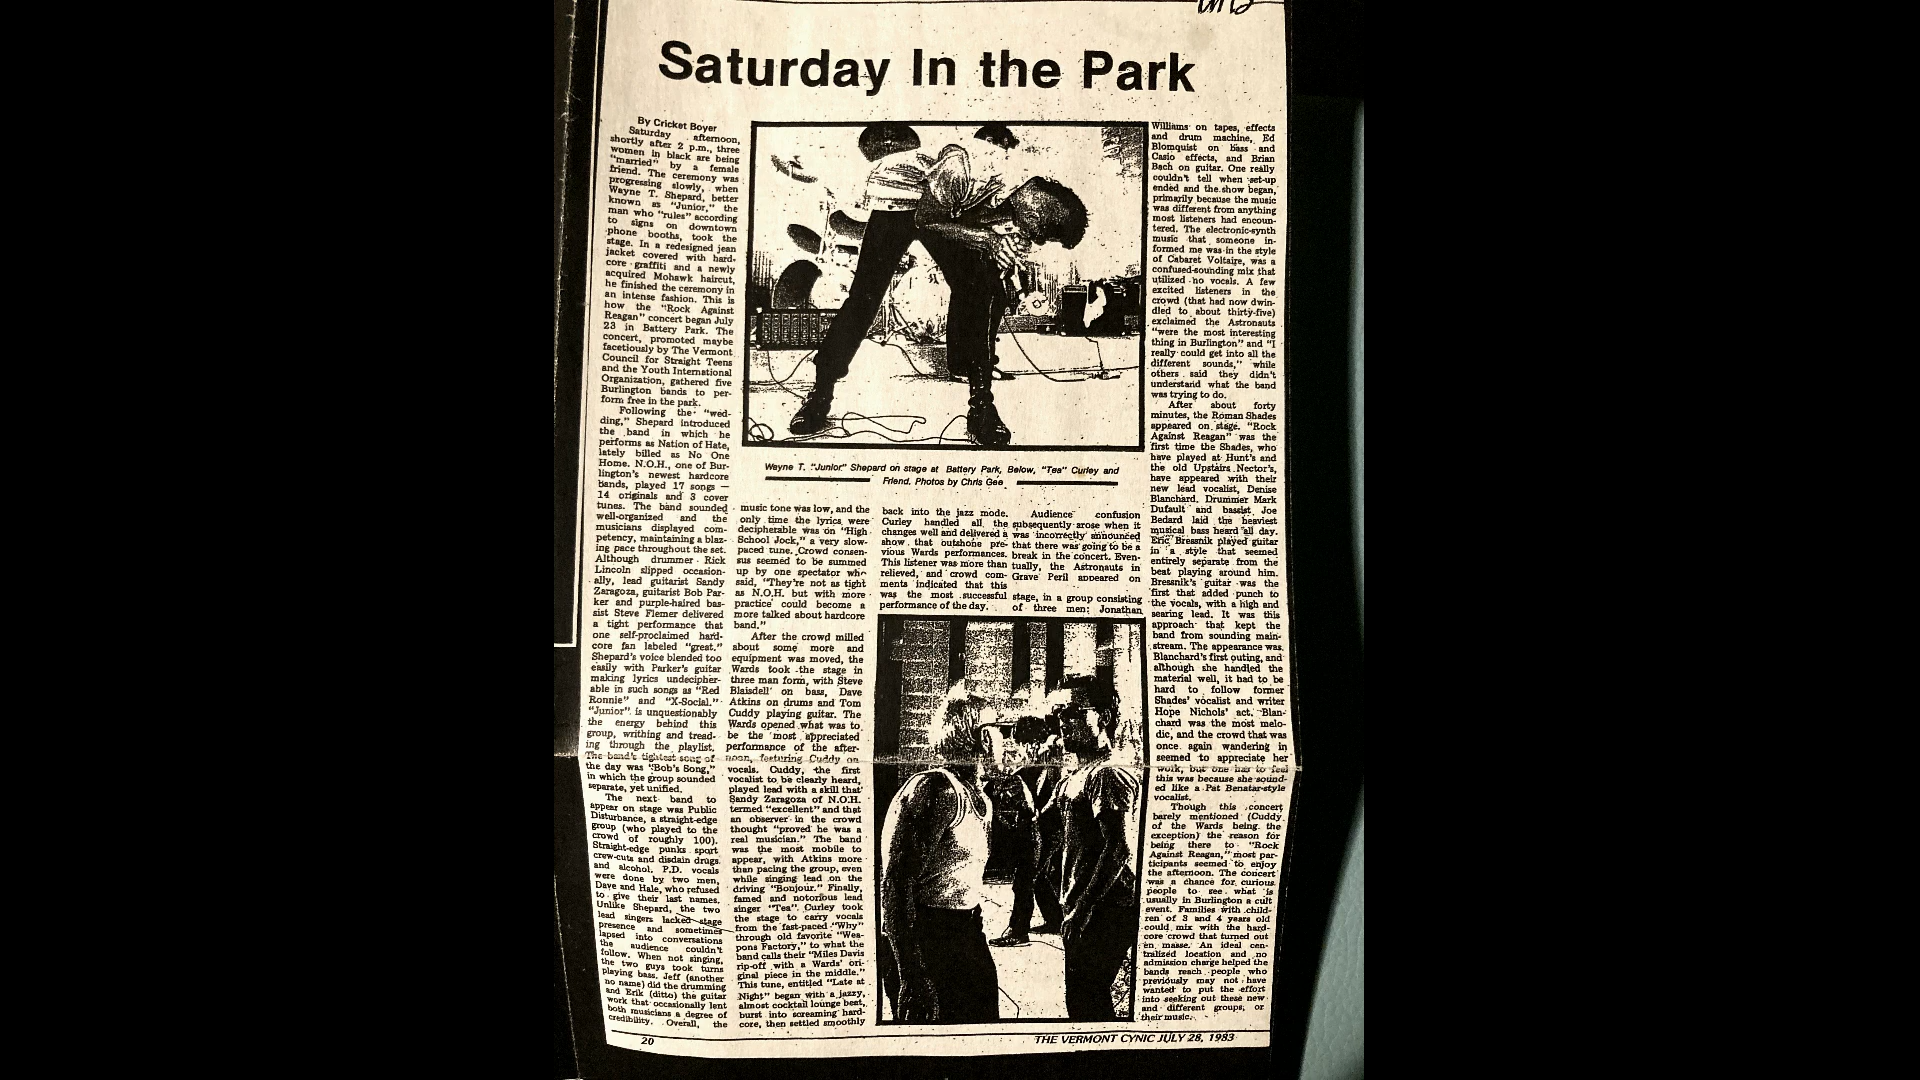 Saturday In the Park
By Cricket Boyer
Saturday afternoon,
shortly after 2 p.m., three
women in black are being
"married" by a female
friend. The ceremony was
progressing slowly, when
Wayne T. Shepard, better
known as "Junior," the
man who "rules" according
to signs on downtown
phone booths, took the
stage. In a redesigned jean
jacket covered with hard-
core graffiti and a newly
acquired Mohawk haircut,
he finished the ceremony in
an intense fashion. This is
how the "Rock Against
Reagan" concert began July
23 in Battery Park. The
concert, promoted maybe
facetiously by The Vermont
Council for Straight Teens
and the Youth International
Organization, gathered five
Burlington bands to per-
form free in the park.
Following the "wed-
ding," Shepard introduced
the band in which he
performs as Nation of Hate,
lately billed as No One
Home. N.O.H., one of Bur-
lington's newest hardcore
bands, played 17 songs —
14 originals and 3 cover
tunes. The band sounded
well-organized and the
musicians displayed com-
petency, maintaining a blaz-
ing pace throughout the set.
Although drummer Rick
Lincoln slipped occasion-
ally, lead guitarist Sandy
Zaragoza, guitarist Bob Par-
ker and purple-haired bas-
sist Steve Flemer delivered
a tight performance that
one self-proclaimed hard-
core fan labeled "great."
Shepard's voice blended too
easily with Parker's guitar
making lyrics undecipher-
able in such songs as "Red
Ronnie" and "X-Social."
"Junior" is unquestionably
the energy behind this
group, writhing and tread-
ing through the playlist.
The band's tightest song of
the day was "Bob's Song,"
in which the group sounded
separate, yet unified.
The next band to
appear on stage was Public
Disturbance, a straight-edge
group (who played to the
crowd of roughly 100).
Straight-edge punks sport
crew-cuts and disdain drugs
and alcohol. P.D. vocals
were done by two men,
Dave and Hale, who refused
to give their last names.
Unlike Shepard, the two
lead singers lacked stage
presence and sometimes
lapsed into conversations
the audience couldn't
follow. When not singing,
the two guys took turns
playing bass. Jeff (another
no name) did the drumming
and Erik (ditto) the guitar
work that occasionally lent
both musicians a degree of
credibility. Overall, the
music tone was low, and the
only time the lyrics were
decipherable was on "High
School Jock," a very slow-
paced tune. Crowd consen-
sus seemed to be summed
up by one spectator who
said, "They're not as tight
as N.O.H. but with more
practice could become a
more talked about hardcore
band."
After the crowd milled
about some more and
equipment was moved, the
Wards took the stage in
three man form, with Steve
Blaisdell on bass, Dave
Atkins on drums and Tom
Cuddy playing guitar. The
Wards opened what was to
be the most appreciated
performance of the after-
noon, featuring Cuddy on
vocals. Cuddy, the first
vocalist to be clearly heard,
played lead with a skill that
Sandy Zaragoza of N.O.H.
termed "excellent" and that
an observer in the crowd
thought "proved he was a
real musician." The band
was the most mobile to
appear, with Atkins more
than pacing the group, even
while singing lead on the
driving "Bonjour." Finally,
famed and notorious lead
singer "Tea" Curley took
the stage to carry vocals
from the fast-paced "Why"
through old favorite "Wea-
pons Factory," to what the
band calls their "Miles Davis
rip-off with a Wards' ori-
ginal piece in the middle."
This tune, entitled "Late at
Night" began with a jazzy,
almost cocktail lounge beat,
burst into screaming hard-
core, then settled smoothly
Wayne T. "Junior" Shepard on stage at Battery Park, Below, "Tea" Curley and
Friend. Photos by Chris Gee
back into the jazz mode.
Curley handled all the
changes well and delivered a
show that outshone pre-
vious Wards performances.
This listener was more than
relieved, and crowd com-
ments indicated that this
was the most successful
performance of the day.
Audience confusion
subsequently arose when it
was incorrectly announced
that there was going to be a
break in the concert. Even-
tually, the Astronauts in
Grave Peril appeared on
stage, in a group consisting
of three men: Jonathan
Williams on tapes, effects
and drum machine, Ed
Blomquist on bass and
Casio effects, and Brian
Bach on guitar. One really
couldn't tell when set-up
ended and the show began,
primarily because the music
was different from anything
most listeners had encoun-
tered. The electronic-synth
music that someone in-
formed me was in the style
of Cabaret Voltaire, was a
confused-sounding mix that
utilized no vocals. A few
excited listeners in the
crowd (that had now dwin-
dled to about thirty-five)
exclaimed the Astronauts
"were the most interesting
thing in Burlington" and "I
really could get into all the
different sounds," while
others said they didn't
understand what the band
was trying to do.
After about forty
minutes, the Roman Shades
appeared on stage. "Rock
Against Reagan" was the
first time the Shades, who
have played at Hunt's and
the old Upstairs Nector's,
have appeared with their
new lead vocalist, Denise
Blanchard. Drummer Mark
Dufault and bassist Joe
Bedard laid the heaviest
musical bass heard all day.
Eric Bressnik played guitar
in a style that seemed
entirely separate from the
beat playing around him.
Bressnik's guitar was the
first that added punch to
the vocals, with a high and
searing lead. It was this
approach that kept the
band from sounding main-
stream. The appearance was
Blanchard's first outing, and
although she handled the
material well, it had to be
hard to follow former
Shades' vocalist and writer
Hope Nichols' act. Blan-
chard was the most melo-
dic, and the crowd that was
once again wandering in
seemed to appreciate her
work, but one has to feel
this was because she sound-
ed like a Pat Benatar-style
vocalist.
Though this concert
barely mentioned (Cuddy
of the Wards being the
exception) the reason for
being there to "Rock
Against Reagan," most par-
ticipants seemed to enjoy
the afternoon. The concert
was a chance for curious
people to see what is
usually in Burlington a cult
event. Families with child-
ren of 3 and 4 years old
could mix with the hard-
core crowd that turned out
en masse. An ideal cen-
tralized location and no
admission charge helped the
bands reach people who
previously may not have
wanted to put the effort
into seeking out these new
and different groups, or
their music.
20
THE VERMONT CYNIC JULY 28, 1983